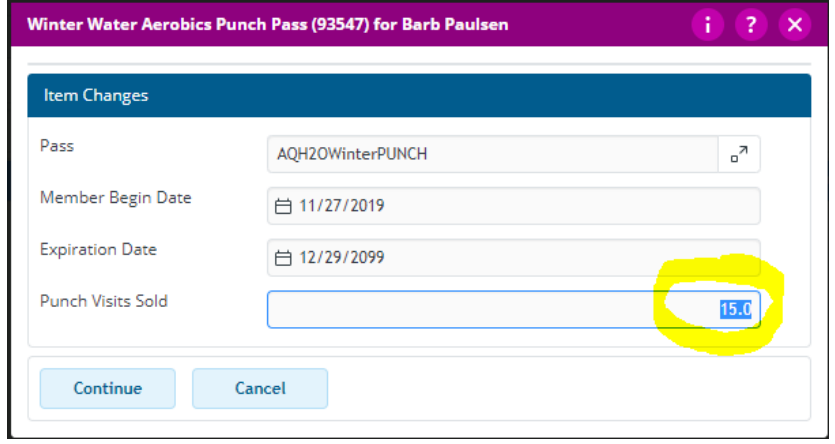 Winter Water Aerobics Punch Pass (93547) for Barb Paulsen i ? X
Item Changes
Pass AQH2OWinterPUNCH
Member Begin Date 11/27/2019
Expiration Date 12/29/2099
Punch Visits Sold 15.0
Continue Cancel